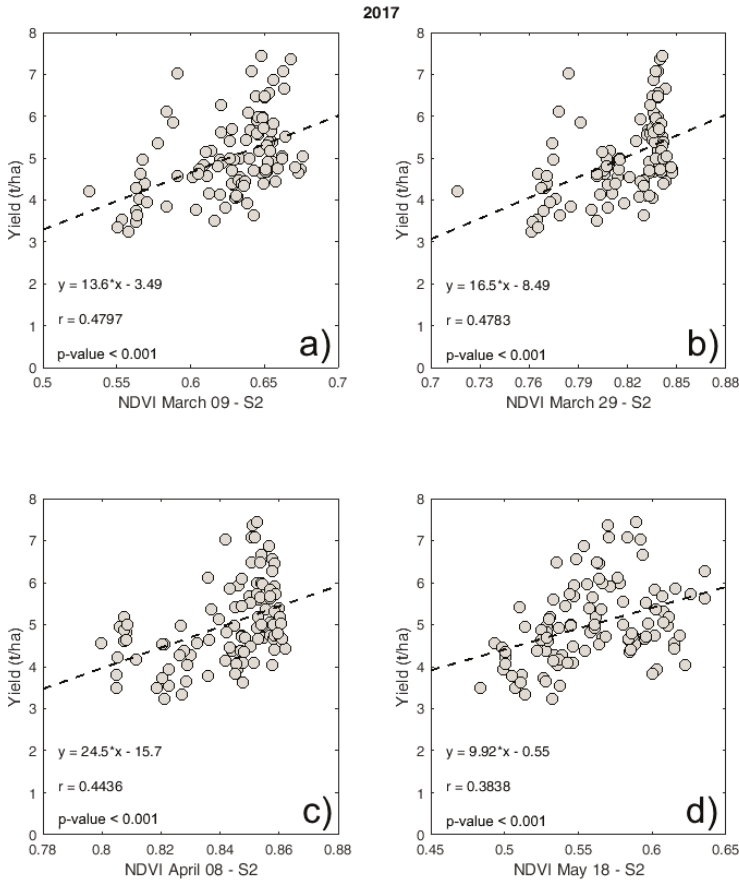 2017
8
7
6
5
4
3
2
1
0
Yield (t/ha)
y = 13.6*x - 3.49
r = 0.4797
p-value < 0.001
a)
0.5 0.55 0.6 0.65 0.7
NDVI March 09 - S2
8
7
6
5
4
3
2
1
0
Yield (t/ha)
y = 16.5*x - 8.49
r = 0.4783
p-value < 0.001
b)
0.7 0.73 0.76 0.79 0.82 0.85 0.88
NDVI March 29 - S2
8
7
6
5
4
3
2
1
0
Yield (t/ha)
y = 24.5*x - 15.7
r = 0.4436
p-value < 0.001
c)
0.78 0.8 0.82 0.84 0.86 0.88
NDVI April 08 - S2
8
7
6
5
4
3
2
1
0
Yield (t/ha)
y = 9.92*x - 0.55
r = 0.3838
p-value < 0.001
d)
0.45 0.5 0.55 0.6 0.65
NDVI May 18 - S2